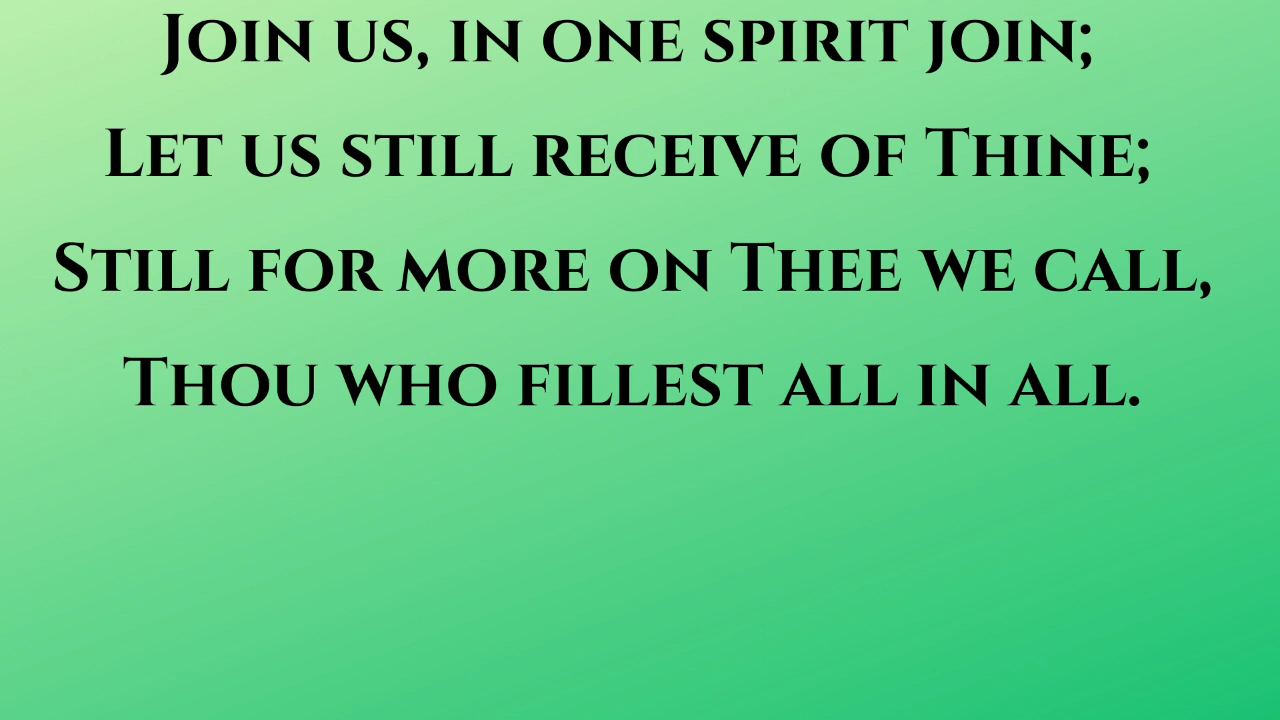 Join us, in one spirit join;
Let us still receive of Thine;
Still for more on Thee we call,
Thou who fillest all in all.